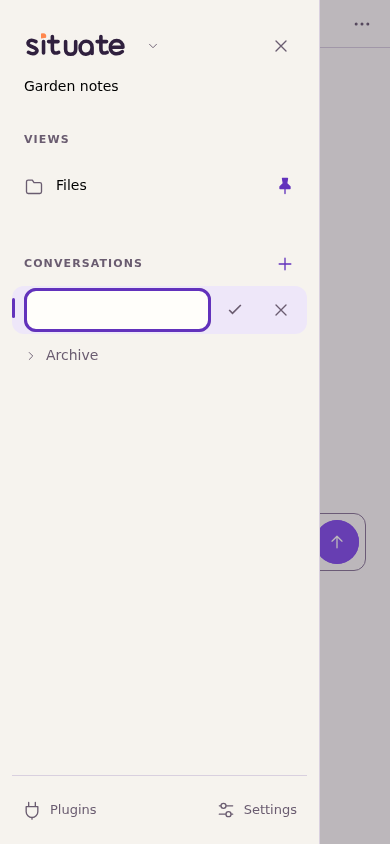 situate
Garden notes
VIEWS
Files
CONVERSATIONS
Archive
Plugins
Settings